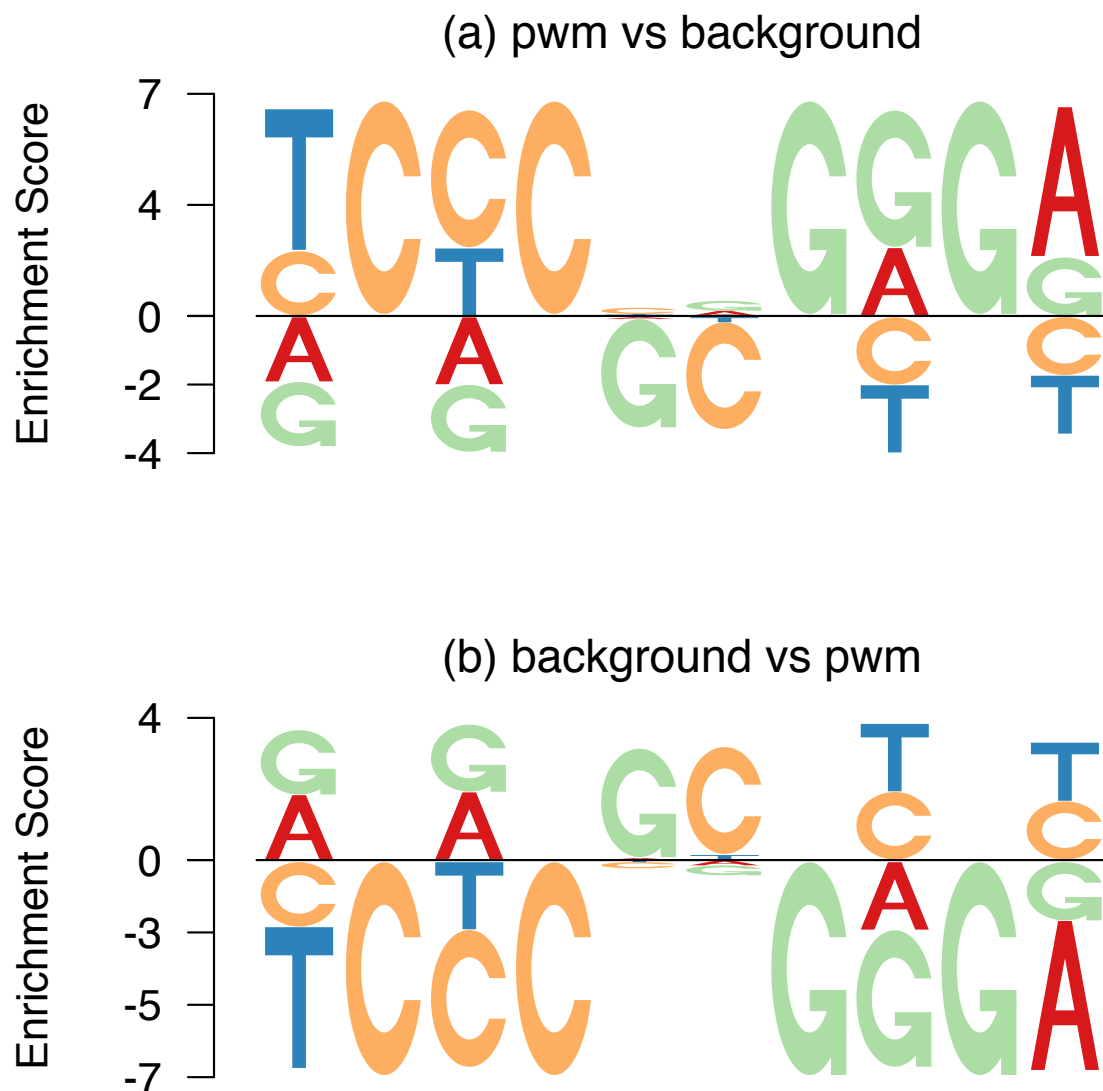 (a) pwm vs background
Enrichment Score
7
4
0
-2
-4
T C C C G G G A
C T C G A G
A A G C C C
G G T T
(b) background vs pwm
Enrichment Score
4
0
-3
-5
-7
G G G C T T
A A C C
C C T C G A G G
T C G A